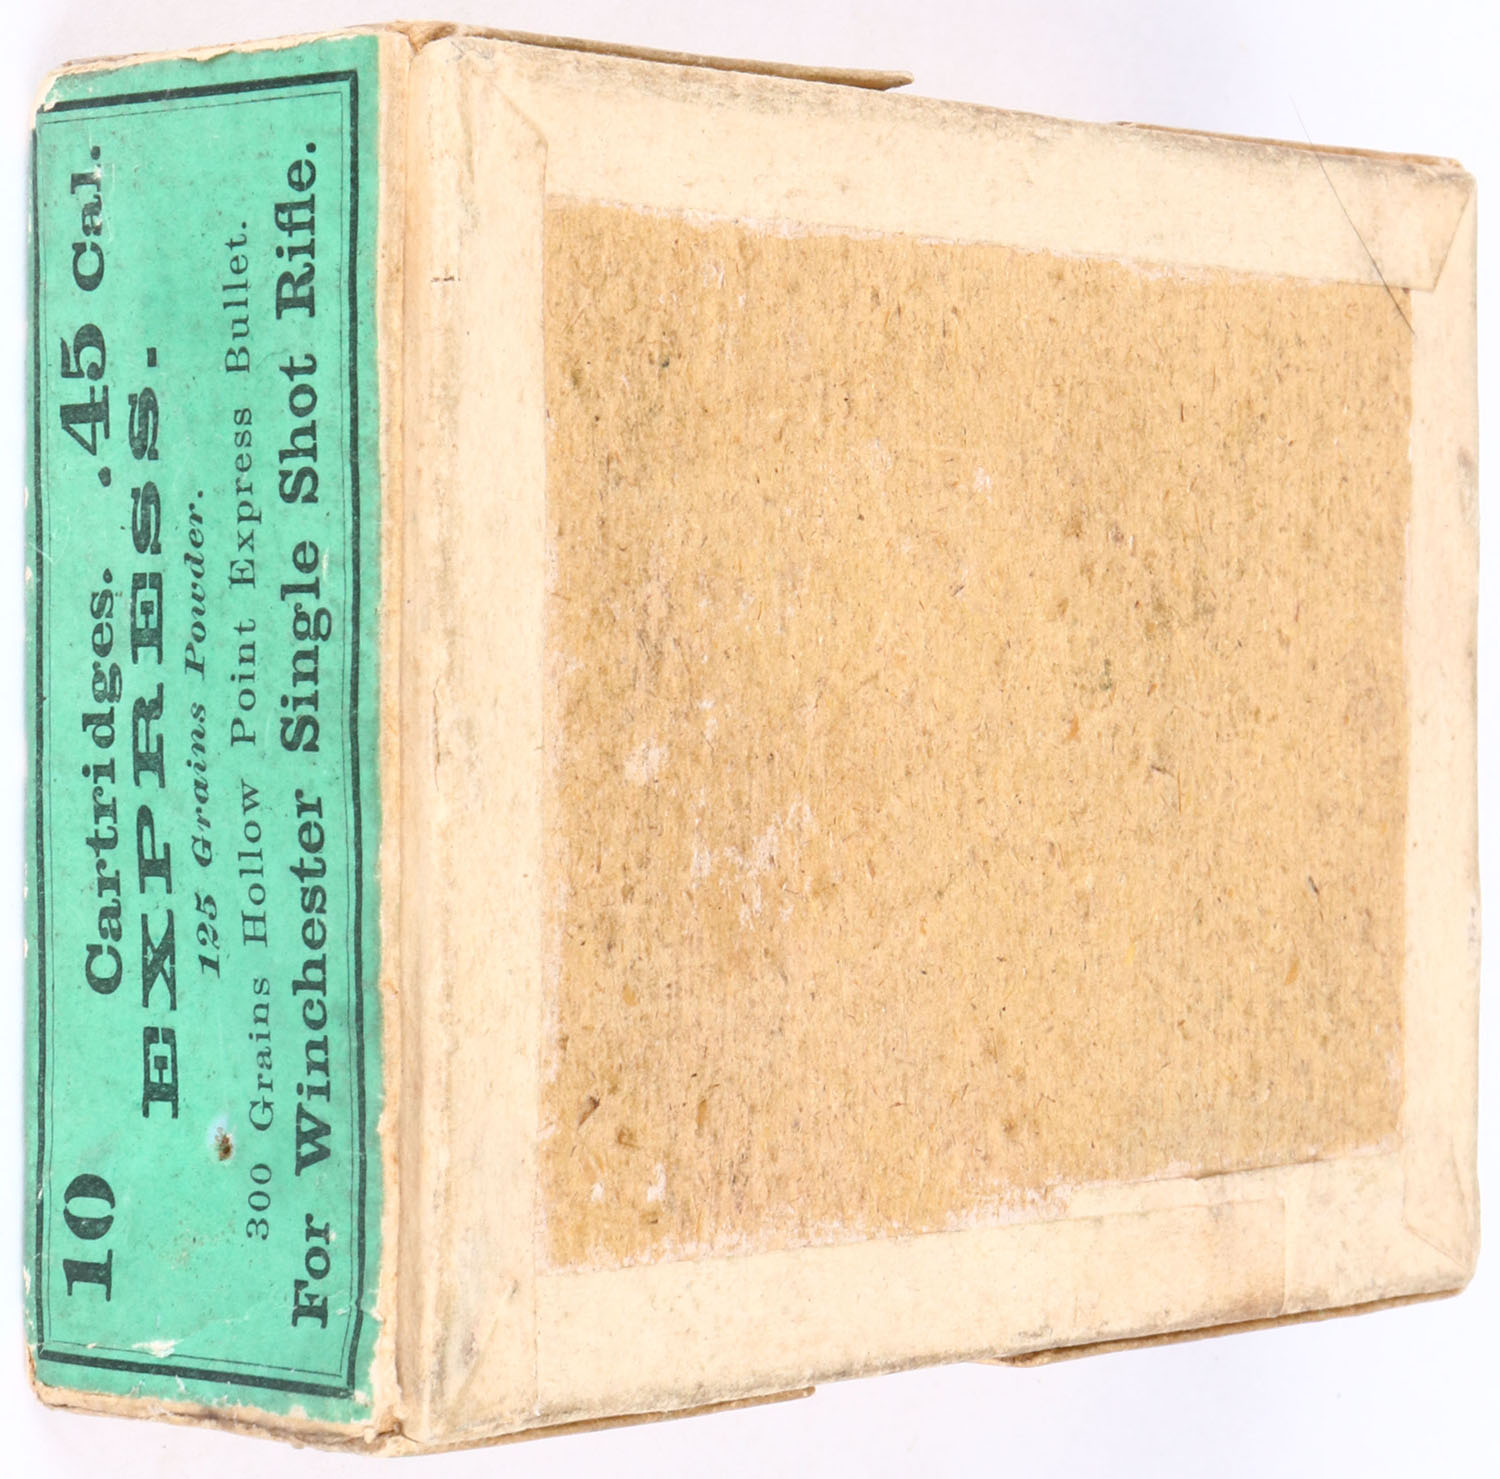 10 Cartridges. .45 Cal.
EXPRESS.
125 Grains Powder.
300 Grains Hollow Point Express Bullet.
For Winchester Single Shot Rifle.